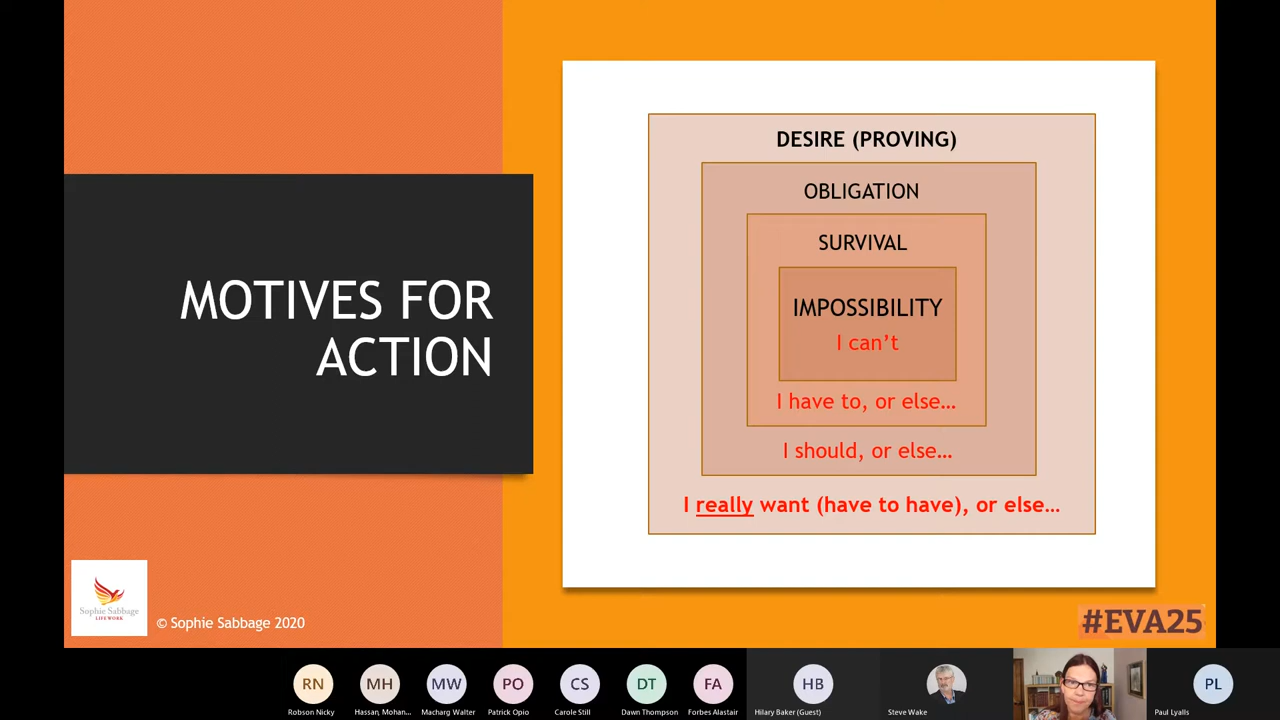 MOTIVES FOR
ACTION
DESIRE (PROVING)
OBLIGATION
SURVIVAL
IMPOSSIBILITY
I can’t
I have to, or else…
I should, or else…
I really want (have to have), or else…
Sophie Sabbage
LIFEWORK
© Sophie Sabbage 2020
#EVA25
RN
MH
MW
PO
CS
DT
FA
HB
PL
Robson Nicky
Hassan, Mohan...
Macharg Walter
Patrick Opio
Carole Still
Dawn Thompson
Forbes Alastair
Hilary Baker (Guest)
Steve Wake
Paul Lyalls